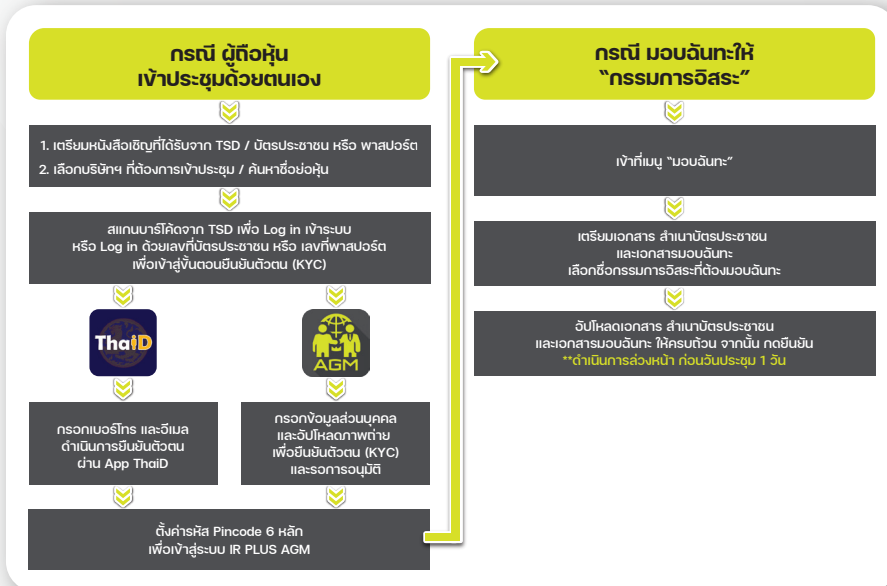 กรณี ผู้ถือหุ้น
เข้าประชุมด้วยตนเอง
1. เตรียมหนังสือเชิญที่ได้รับจาก TSD / บัตรประชาชน หรือ พาสปอร์ต
2. เลือกบริษัทฯ ที่ต้องการเข้าประชุม / ค้นหาชื่อย่อหุ้น
สแกนบาร์โค้ดจาก TSD เพื่อ Log in เข้าระบบ
หรือ Log in ด้วยเลขที่บัตรประชาชน หรือ เลขที่พาสปอร์ต
เพื่อเข้าสู่ขั้นตอนยืนยันตัวตน (KYC)
ThaiD
AGM
กรอกเบอร์โทร และอีเมล
ดำเนินการยืนยันตัวตน
ผ่าน App ThaiD
กรอกข้อมูลส่วนบุคคล
และอัปโหลดภาพถ่าย
เพื่อยืนยันตัวตน (KYC)
และรอการอนุมัติ
ตั้งค่ารหัส Pincode 6 หลัก
เพื่อเข้าสู่ระบบ IR PLUS AGM
กรณี มอบฉันทะให้
“กรรมการอิสระ”
เข้าที่เมนู “มอบฉันทะ”
เตรียมเอกสาร สำเนาบัตรประชาชน
และเอกสารมอบฉันทะ
เลือกชื่อกรรมการอิสระที่ต้องมอบฉันทะ
อัปโหลดเอกสาร สำเนาบัตรประชาชน
และเอกสารมอบฉันทะ ให้ครบถ้วน จากนั้น กดยืนยัน
**ดำเนินการล่วงหน้า ก่อนวันประชุม 1 วัน